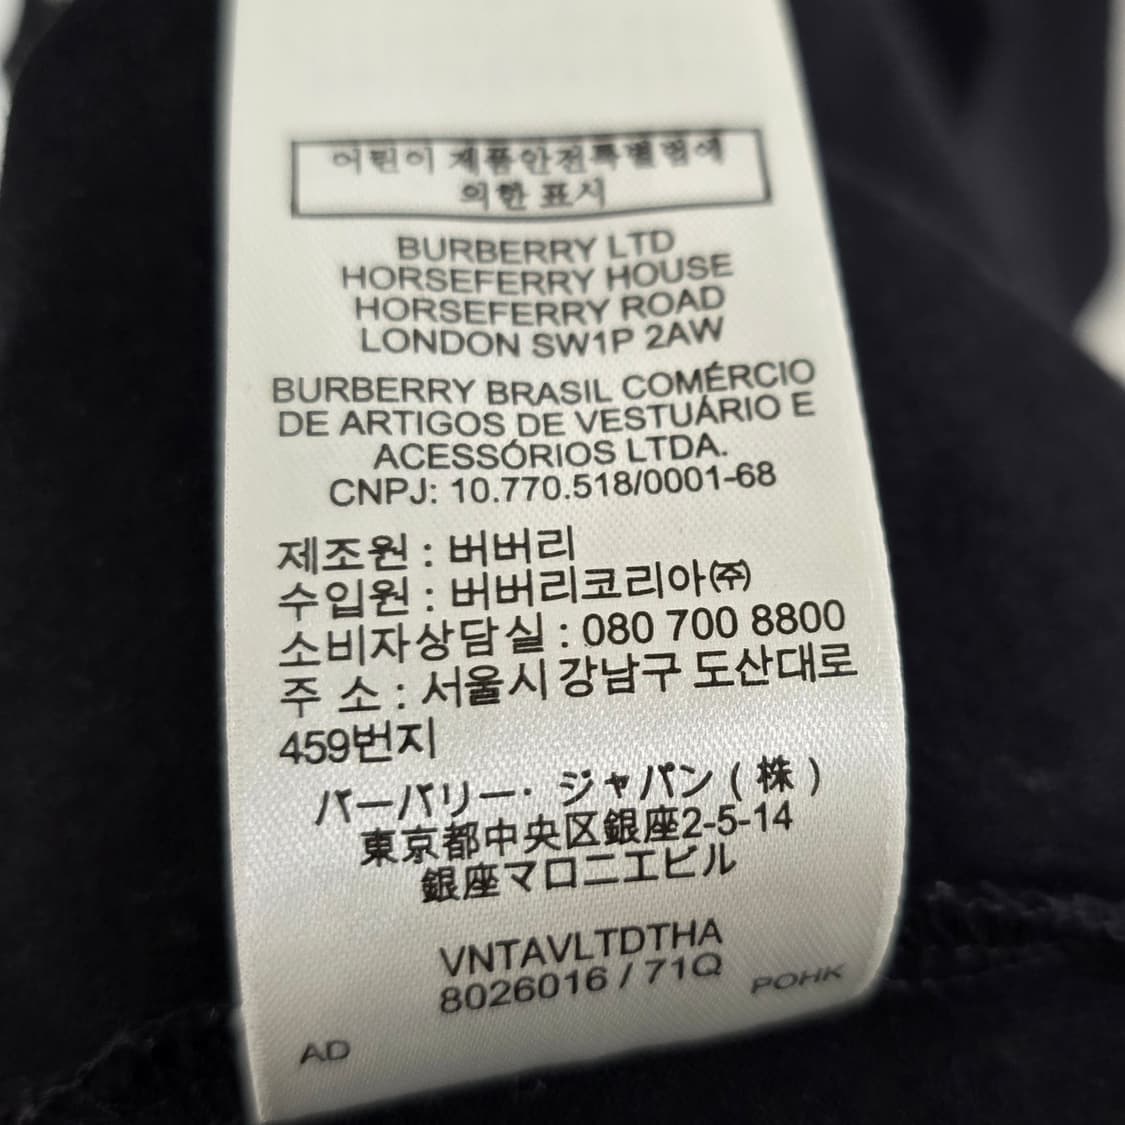 어린이 제품안전특별법에
의한 표시
BURBERRY LTD
HORSEFERRY HOUSE
HORSEFERRY ROAD
LONDON SW1P 2AW
BURBERRY BRASIL COMÉRCIO
DE ARTIGOS DE VESTUÁRIO E
ACESSÓRIOS LTDA.
CNPJ: 10.770.518/0001-68
제조원 : 버버리
수입원 : 버버리코리아㈜
소비자상담실 : 080 700 8800
주 소 : 서울시 강남구 도산대로
459번지
バーバリー・ジャパン（株）
東京都中央区銀座2-5-14
銀座マロニエビル
VNTAVLTDTHA
8026016 / 71Q
POHK
AD